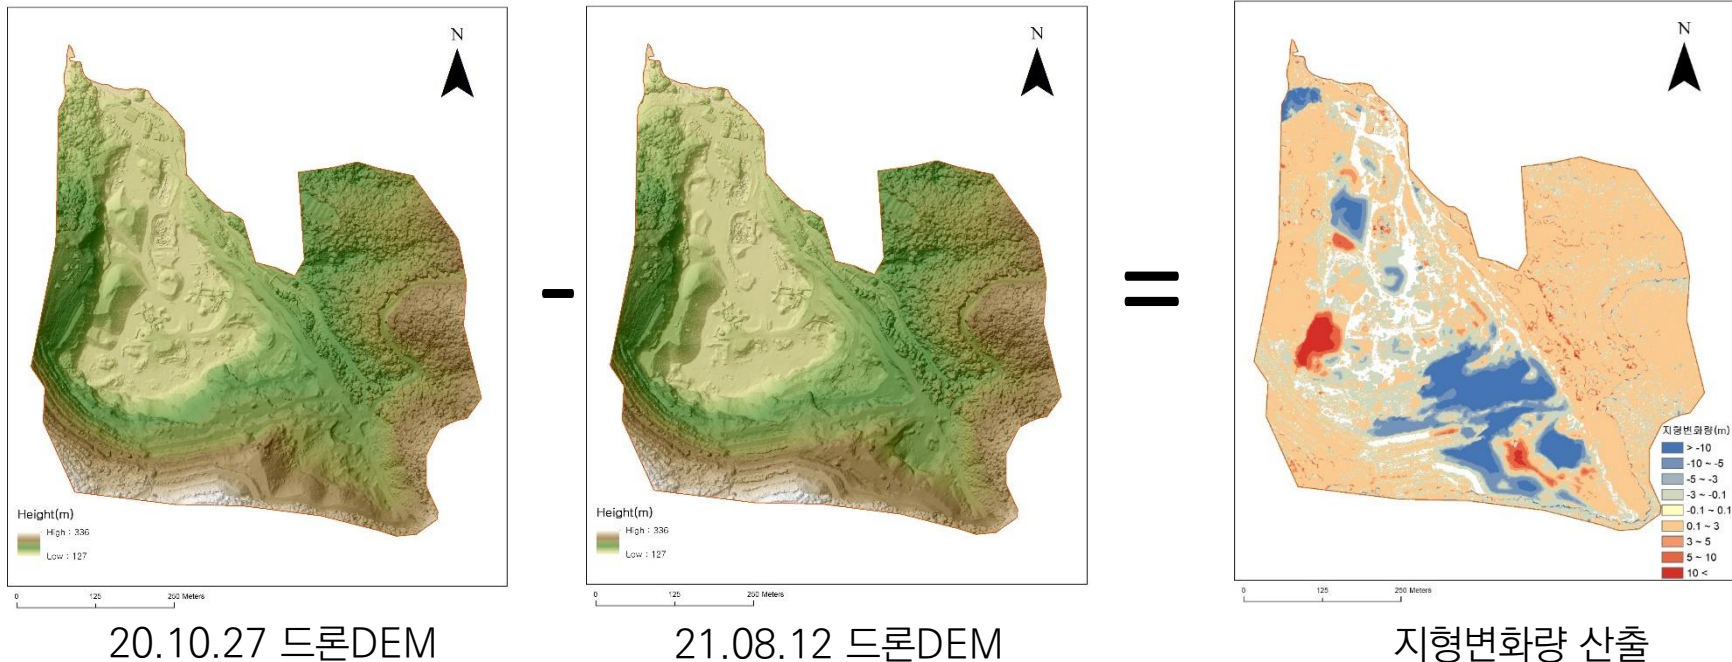 N
Height(m)
High : 336
Low : 127
0 125 250 Meters
20.10.27 드론DEM
-
N
Height(m)
High : 336
Low : 127
0 125 250 Meters
21.08.12 드론DEM
=
N
지형변화량(m)
> -10
-10 ~ -5
-5 ~ -3
-3 ~ -0.1
-0.1 ~ 0.1
0.1 ~ 3
3 ~ 5
5 ~ 10
10 <
0 125 250 Meters
지형변화량 산출